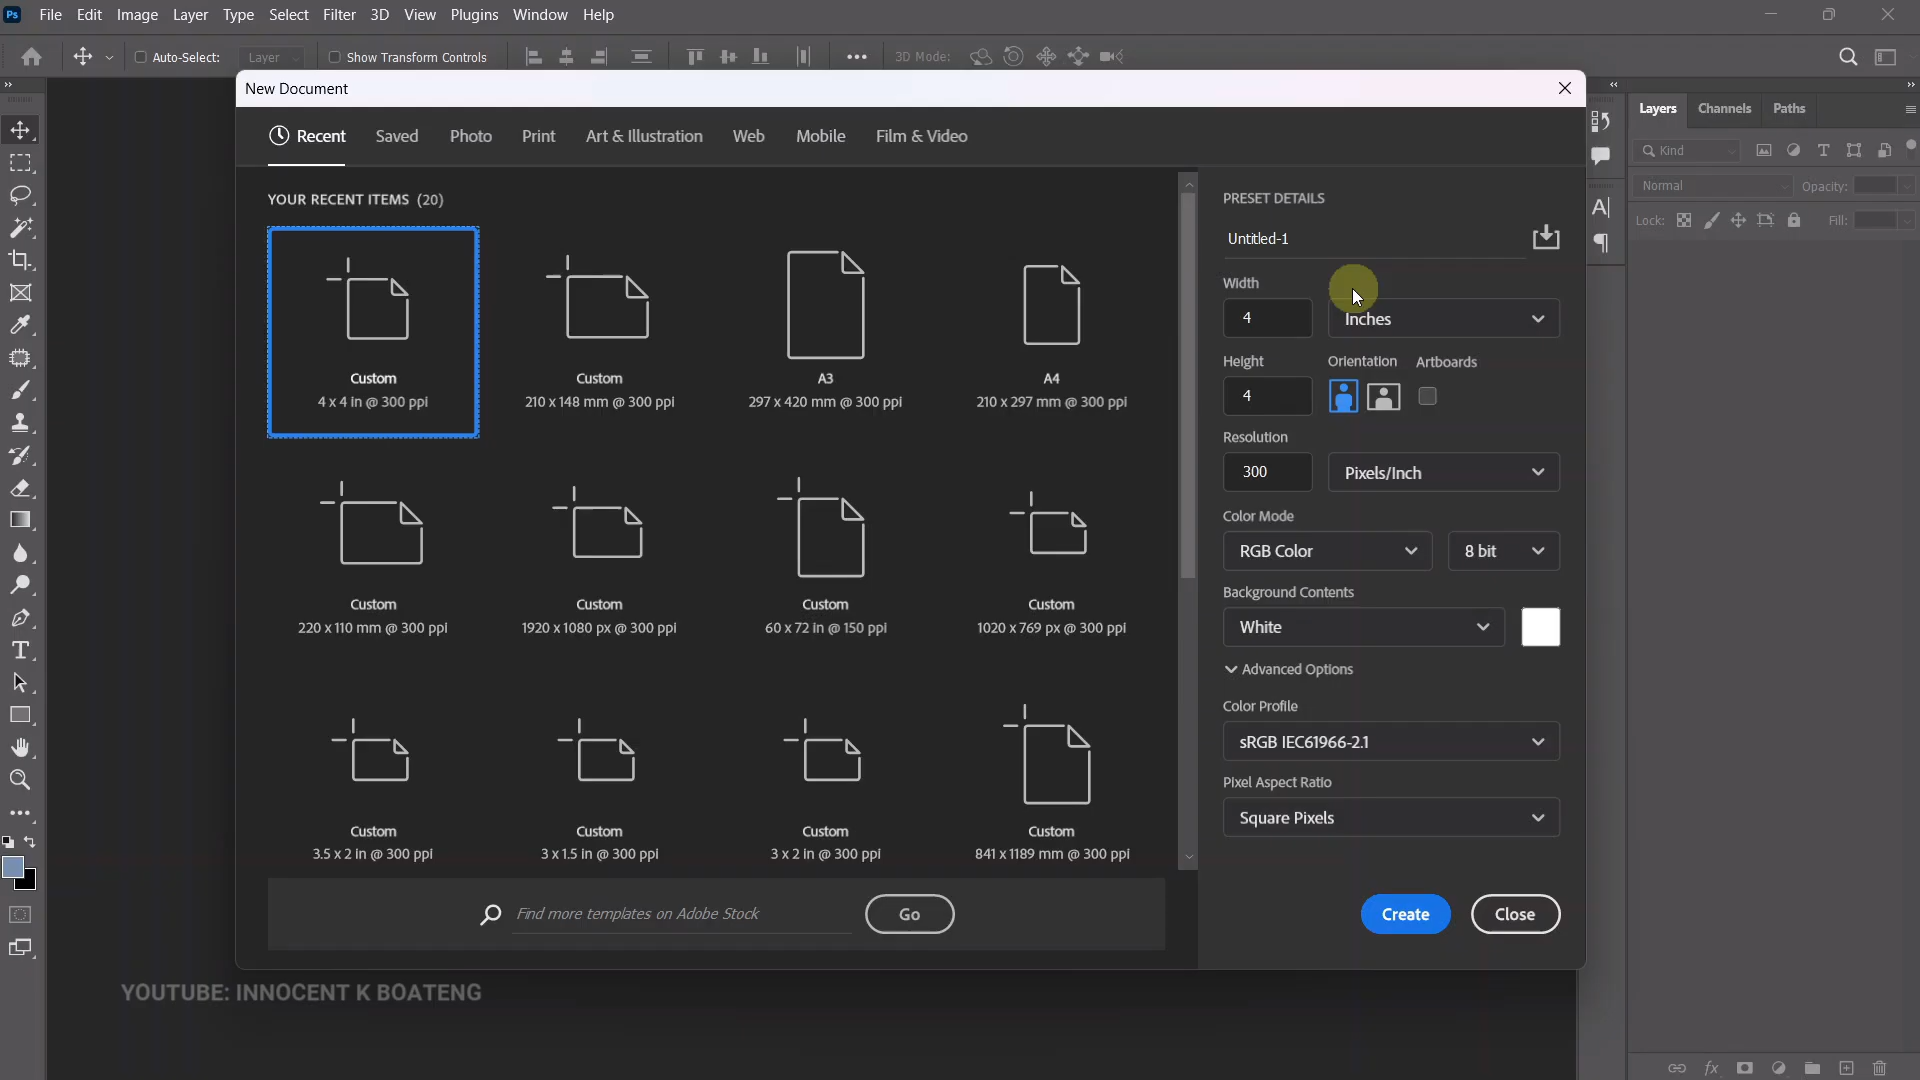 Ps File Edit Image Layer Type Select Filter 3D View Plugins Window Help
Auto-Select: Layer Show Transform Controls 3D Mode:
New Document
Recent Saved Photo Print Art & Illustration Web Mobile Film & Video
YOUR RECENT ITEMS (20)
Custom
4 x 4 in @ 300 ppi
Custom
210 x 148 mm @ 300 ppi
A3
297 x 420 mm @ 300 ppi
A4
210 x 297 mm @ 300 ppi
Custom
220 x 110 mm @ 300 ppi
Custom
1920 x 1080 px @ 300 ppi
Custom
60 x 72 in @ 150 ppi
Custom
1020 x 769 px @ 300 ppi
Custom
3.5 x 2 in @ 300 ppi
Custom
3 x 1.5 in @ 300 ppi
Custom
3 x 2 in @ 300 ppi
Custom
841 x 1189 mm @ 300 ppi
Find more templates on Adobe Stock Go
PRESET DETAILS
Untitled-1
Width
4 Inches
Height Orientation Artboards
4
Resolution
300 Pixels/Inch
Color Mode
RGB Color 8 bit
Background Contents
White
Advanced Options
Color Profile
sRGB IEC61966-2.1
Pixel Aspect Ratio
Square Pixels
Create Close
Layers Channels Paths
Kind
Normal Opacity:
Lock: Fill:
YOUTUBE: INNOCENT K BOATENG